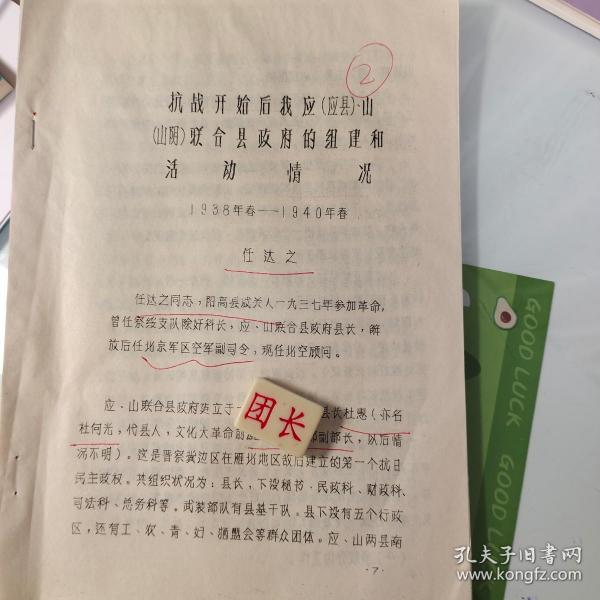 2
抗战开始后我应(应县)山
(山阴)联合县政府的组建和
活动情况
1938年春——1940年春
任达之
任达之同志,阳高县城关人一九三七年参加革命,
曾任察绥支队除奸科长,应、山联合县政府县长,解
放后任北京军区空军副司令,现任北空顾问。
应、山联合县政府建立于一
县长杜惠(亦名
团长
杜何光,代县人,文化大革命前
部副部长,以后情
况不明)。这是晋察冀边区在雁北地区敌后建立的第一个抗日
民主政权。其组织状况为:县长,下设秘书、民政科、财政科、
司法科、总务科等。武装部队有县基干队。县下设有五个行政
区,还有工、农、青、妇、牺盟会等群众团体。应、山两县南
·7·
GOOD LUCK
GOOD LUCK
孔夫子旧书网
www.kongfz.com